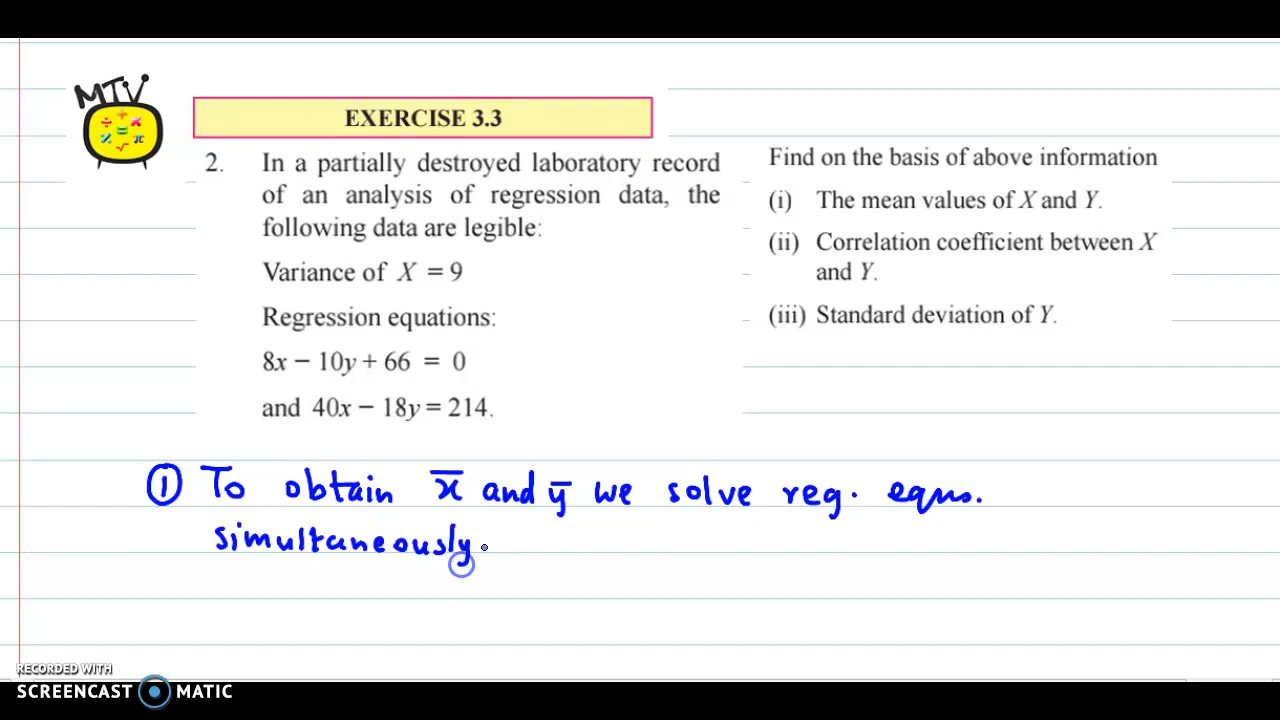 MTV
EXERCISE 3.3
2. In a partially destroyed laboratory record
of an analysis of regression data, the
following data are legible:
Variance of X = 9
Regression equations:
8x − 10y + 66 = 0
and 40x − 18y = 214.
Find on the basis of above information
(i) The mean values of X and Y.
(ii) Correlation coefficient between X
and Y.
(iii) Standard deviation of Y.
① To obtain x̅ and y̅ we solve reg. eqns.
simultaneously.
RECORDED WITH
SCREENCAST MATIC